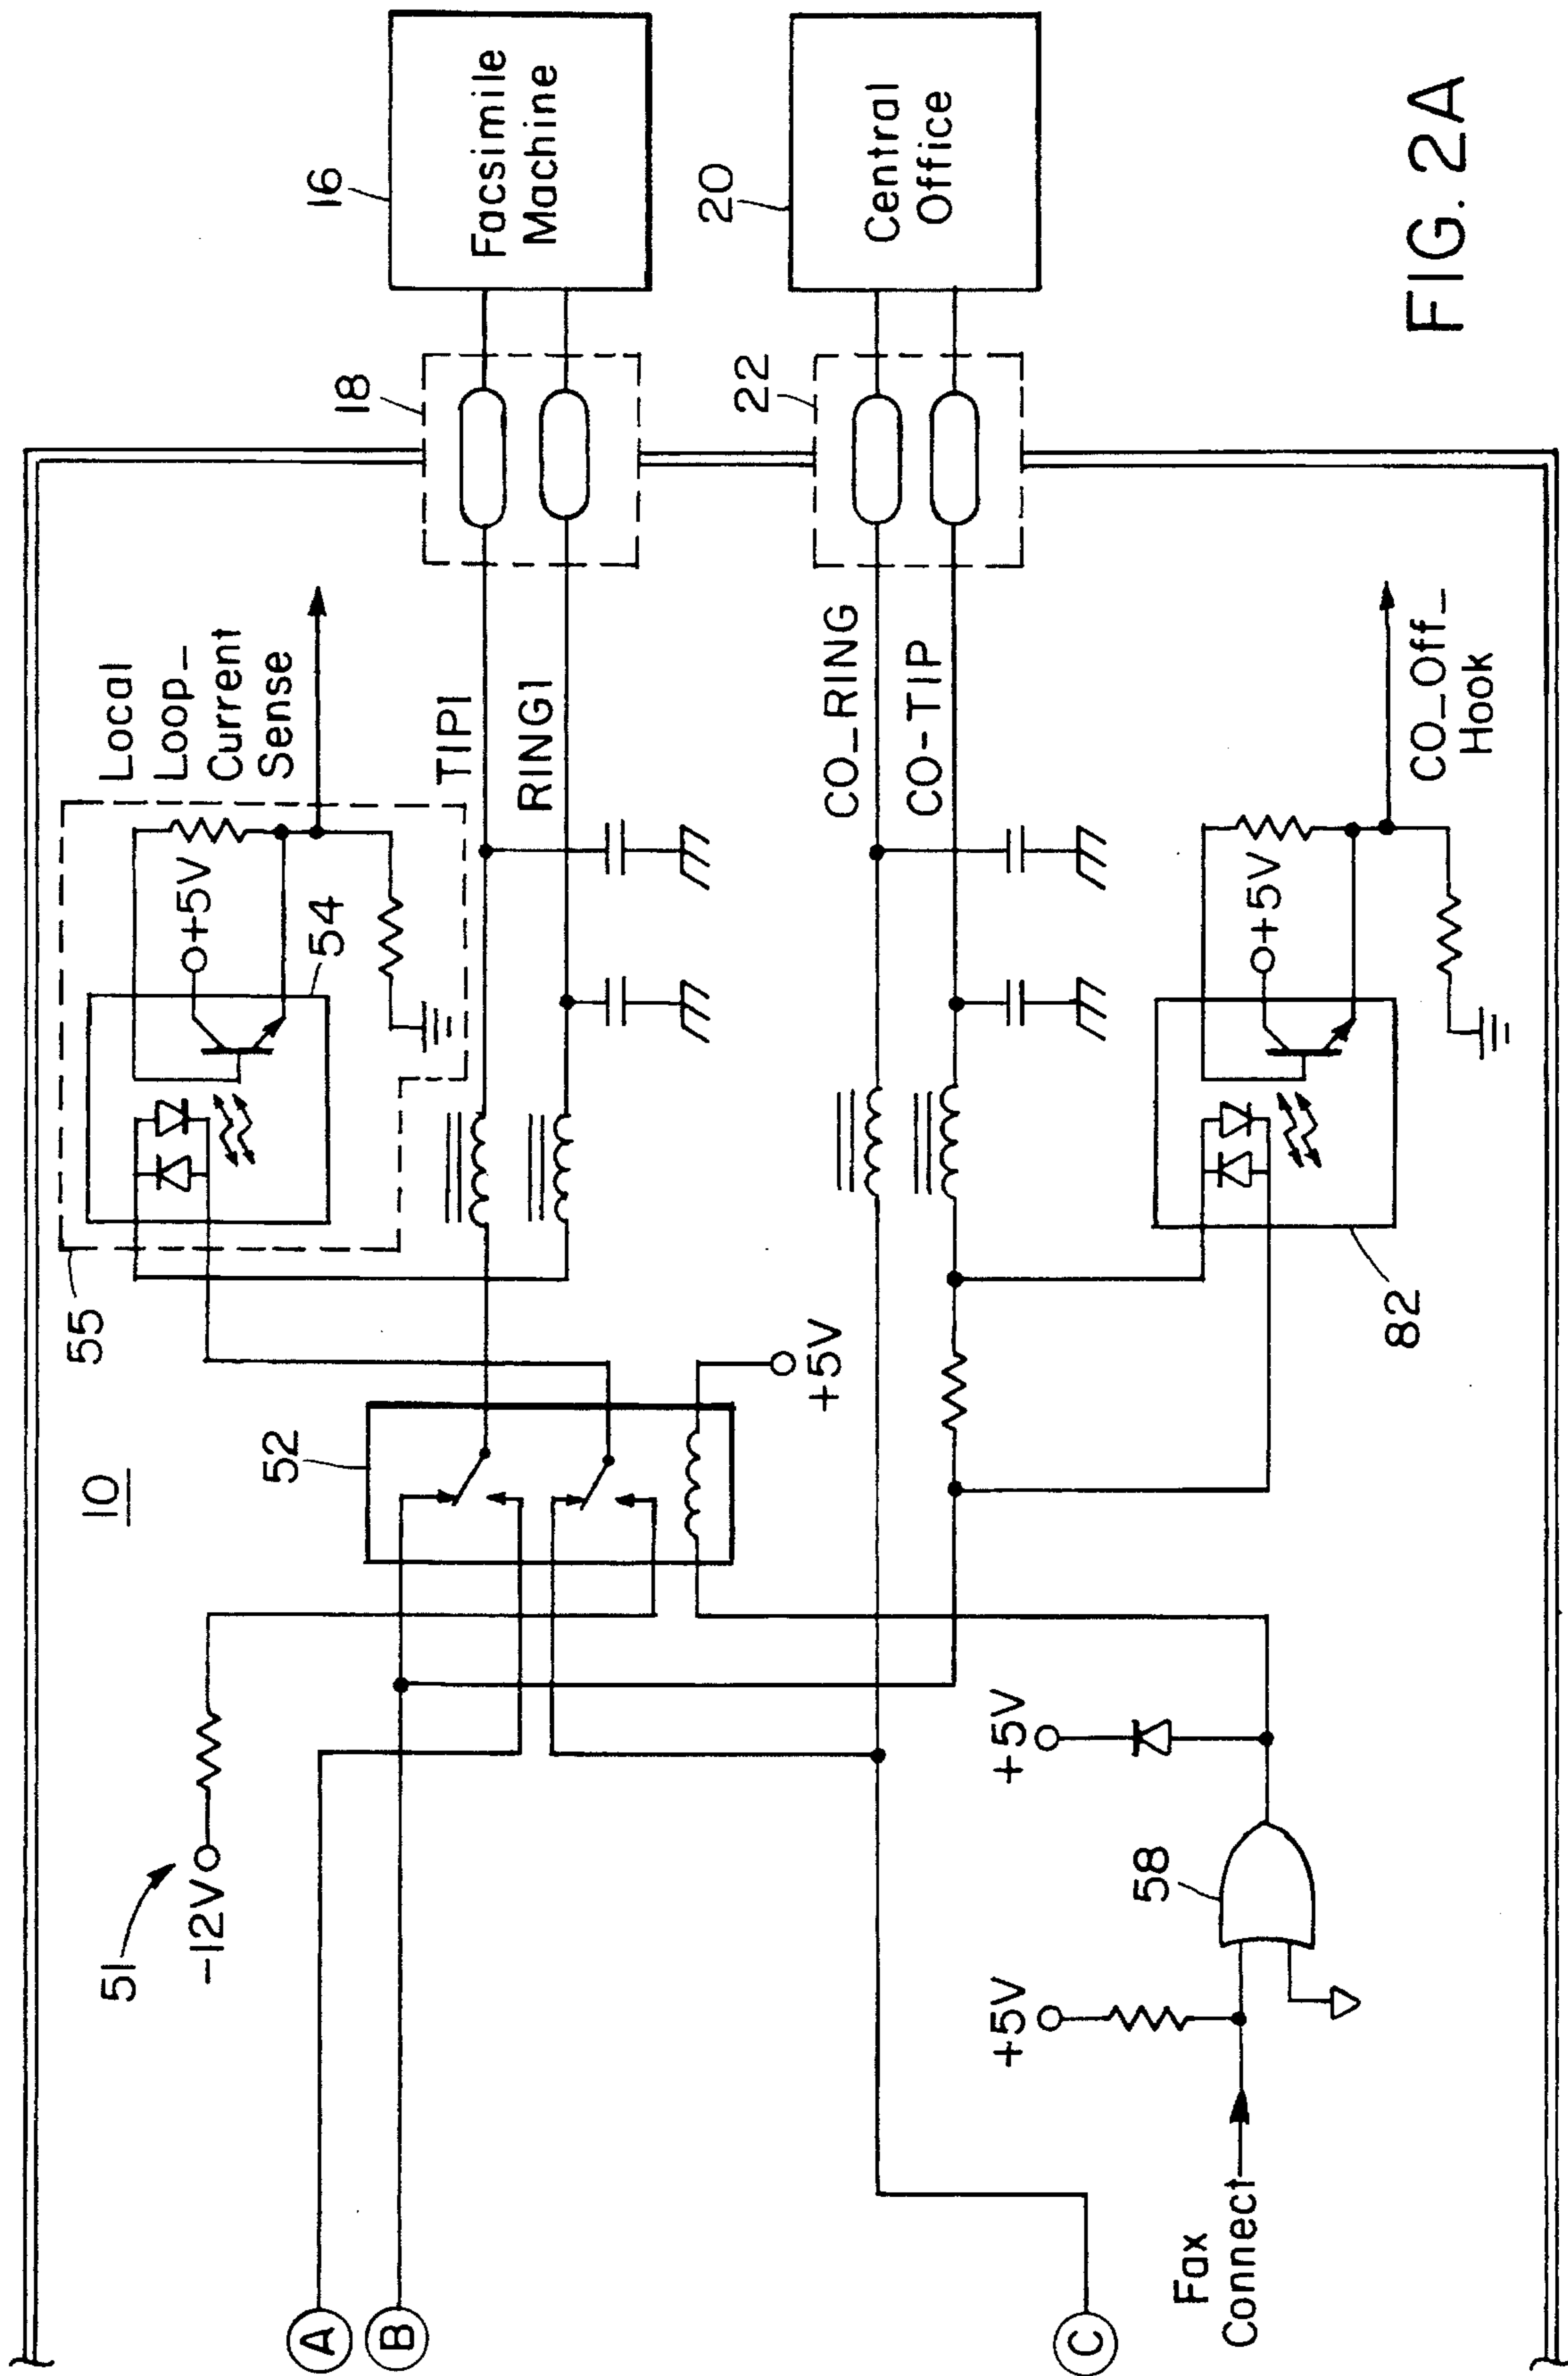 10
51
-12V
52
+5V
55
54
+5V
Local
Loop_
Current
Sense
TIP1
RING1
18
16
Facsimile
Machine
CO_RING
CO-TIP
22
20
Central
Office
A
B
C
Fax
Connect
+5V
58
+5V
82
+5V
CO_Off_
Hook
FIG. 2A